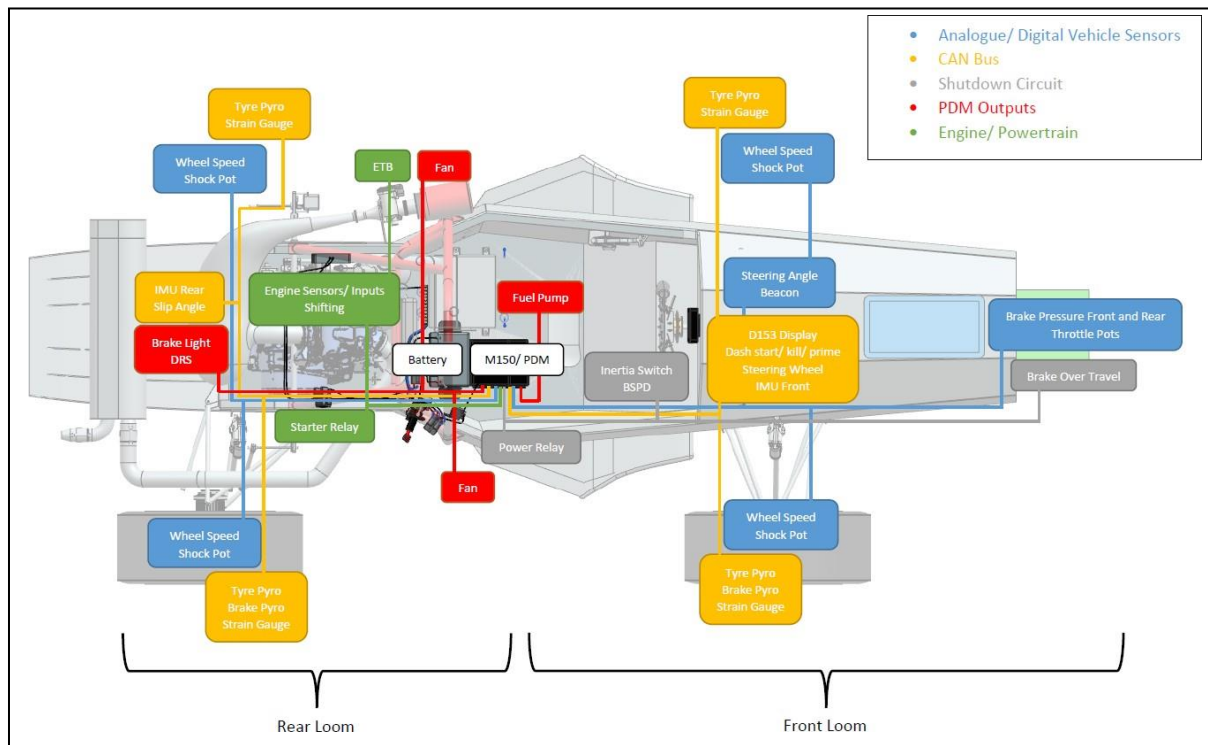 Analogue/ Digital Vehicle Sensors
CAN Bus
Shutdown Circuit
PDM Outputs
Engine/ Powertrain
Tyre Pyro
Strain Gauge
Wheel Speed
Shock Pot
ETB
Fan
Tyre Pyro
Strain Gauge
Wheel Speed
Shock Pot
IMU Rear
Slip Angle
Engine Sensors/ Inputs
Shifting
Fuel Pump
Steering Angle
Beacon
Brake Light
DRS
Battery
M150/ PDM
Inertia Switch
BSPD
D153 Display
Dash start/ kill/ prime
Steering Wheel
IMU Front
Brake Pressure Front and Rear
Throttle Pots
Brake Over Travel
Starter Relay
Power Relay
Fan
Wheel Speed
Shock Pot
Wheel Speed
Shock Pot
Tyre Pyro
Brake Pyro
Strain Gauge
Tyre Pyro
Brake Pyro
Strain Gauge
Rear Loom
Front Loom